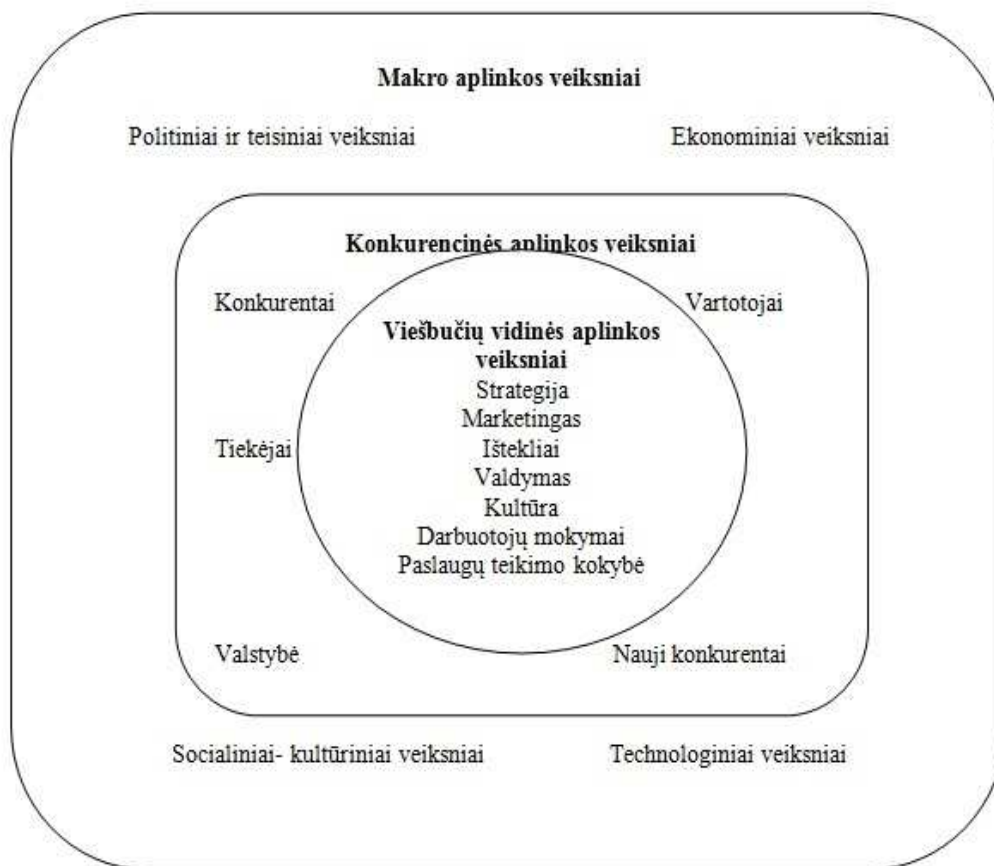 Makro aplinkos veiksniai
Politiniai ir teisiniai veiksniai
Ekonominiai veiksniai
Konkurencinės aplinkos veiksniai
Konkurentai
Vartotojai
Viešbučių vidinės aplinkos
veiksniai
Strategija
Marketingas
Ištekliai
Valdymas
Kultūra
Darbuotojų mokymai
Paslaugų teikimo kokybė
Tiekėjai
Valstybė
Nauji konkurentai
Socialiniai- kultūriniai veiksniai
Technologiniai veiksniai